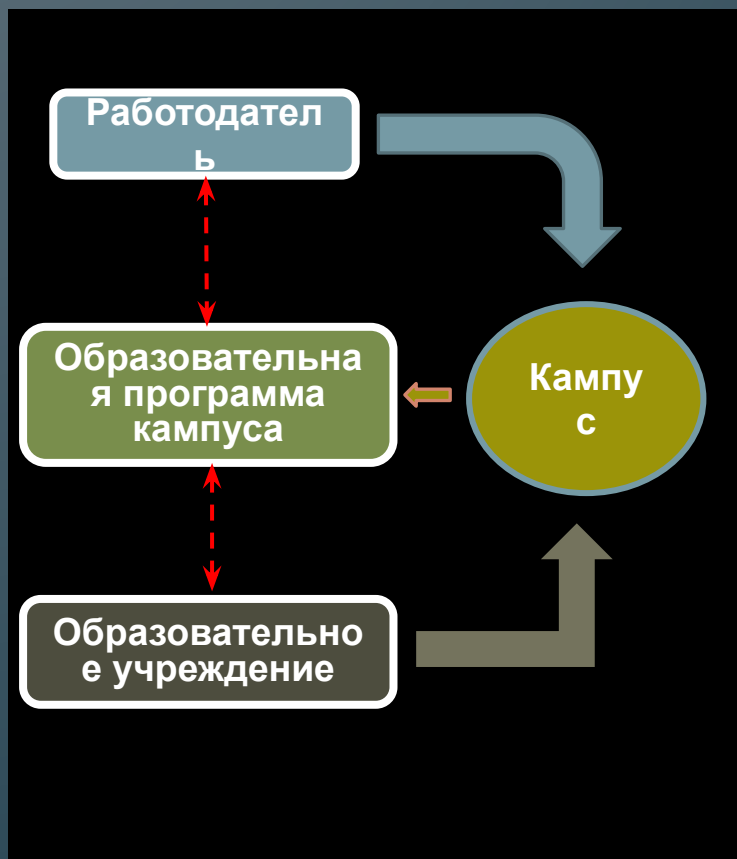 Работодател
ь
Образовательна
я программа
кампуса
Кампу
с
Образовательно
е учреждение